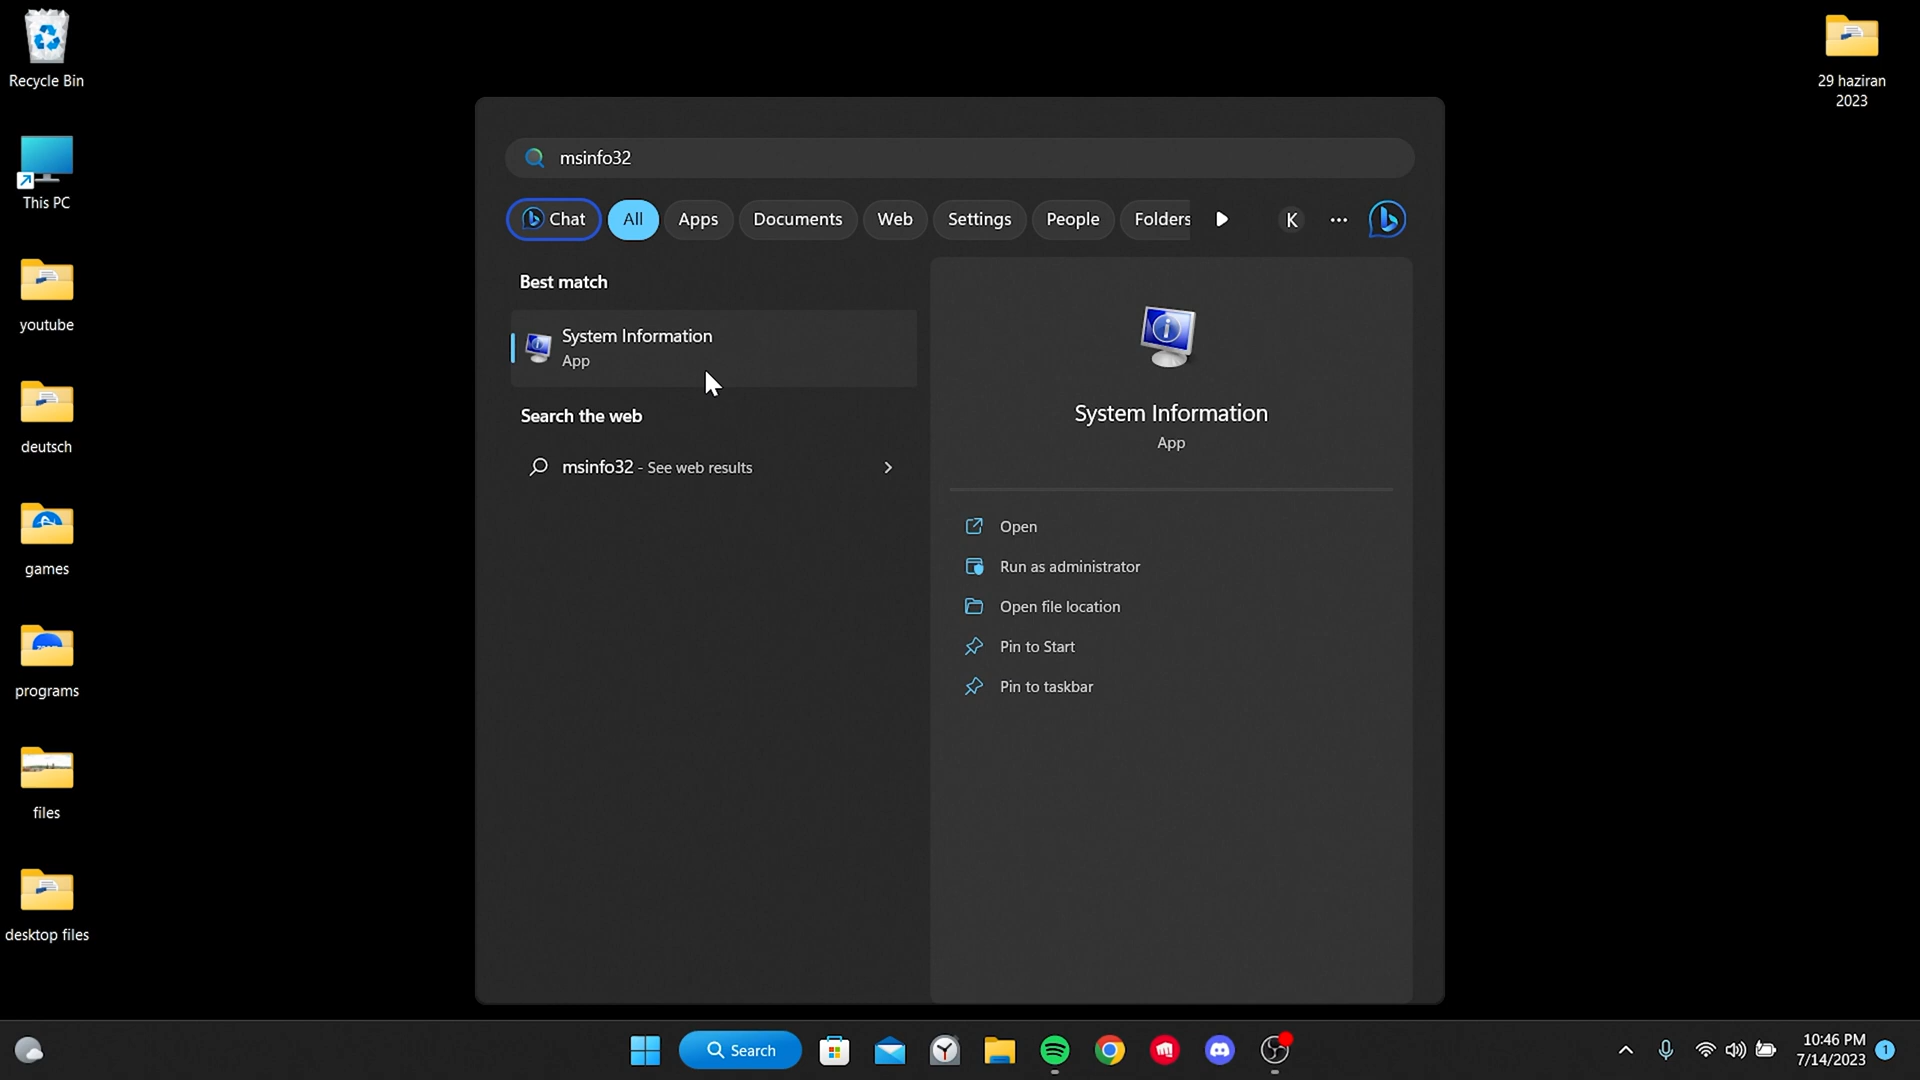 Recycle Bin
This PC
youtube
deutsch
games
programs
files
desktop files
29 haziran
2023
msinfo32
Chat
All
Apps
Documents
Web
Settings
People
Folders
K
Best match
System Information
App
Search the web
msinfo32 - See web results
System Information
App
Open
Run as administrator
Open file location
Pin to Start
Pin to taskbar
Search
10:46 PM
7/14/2023
1